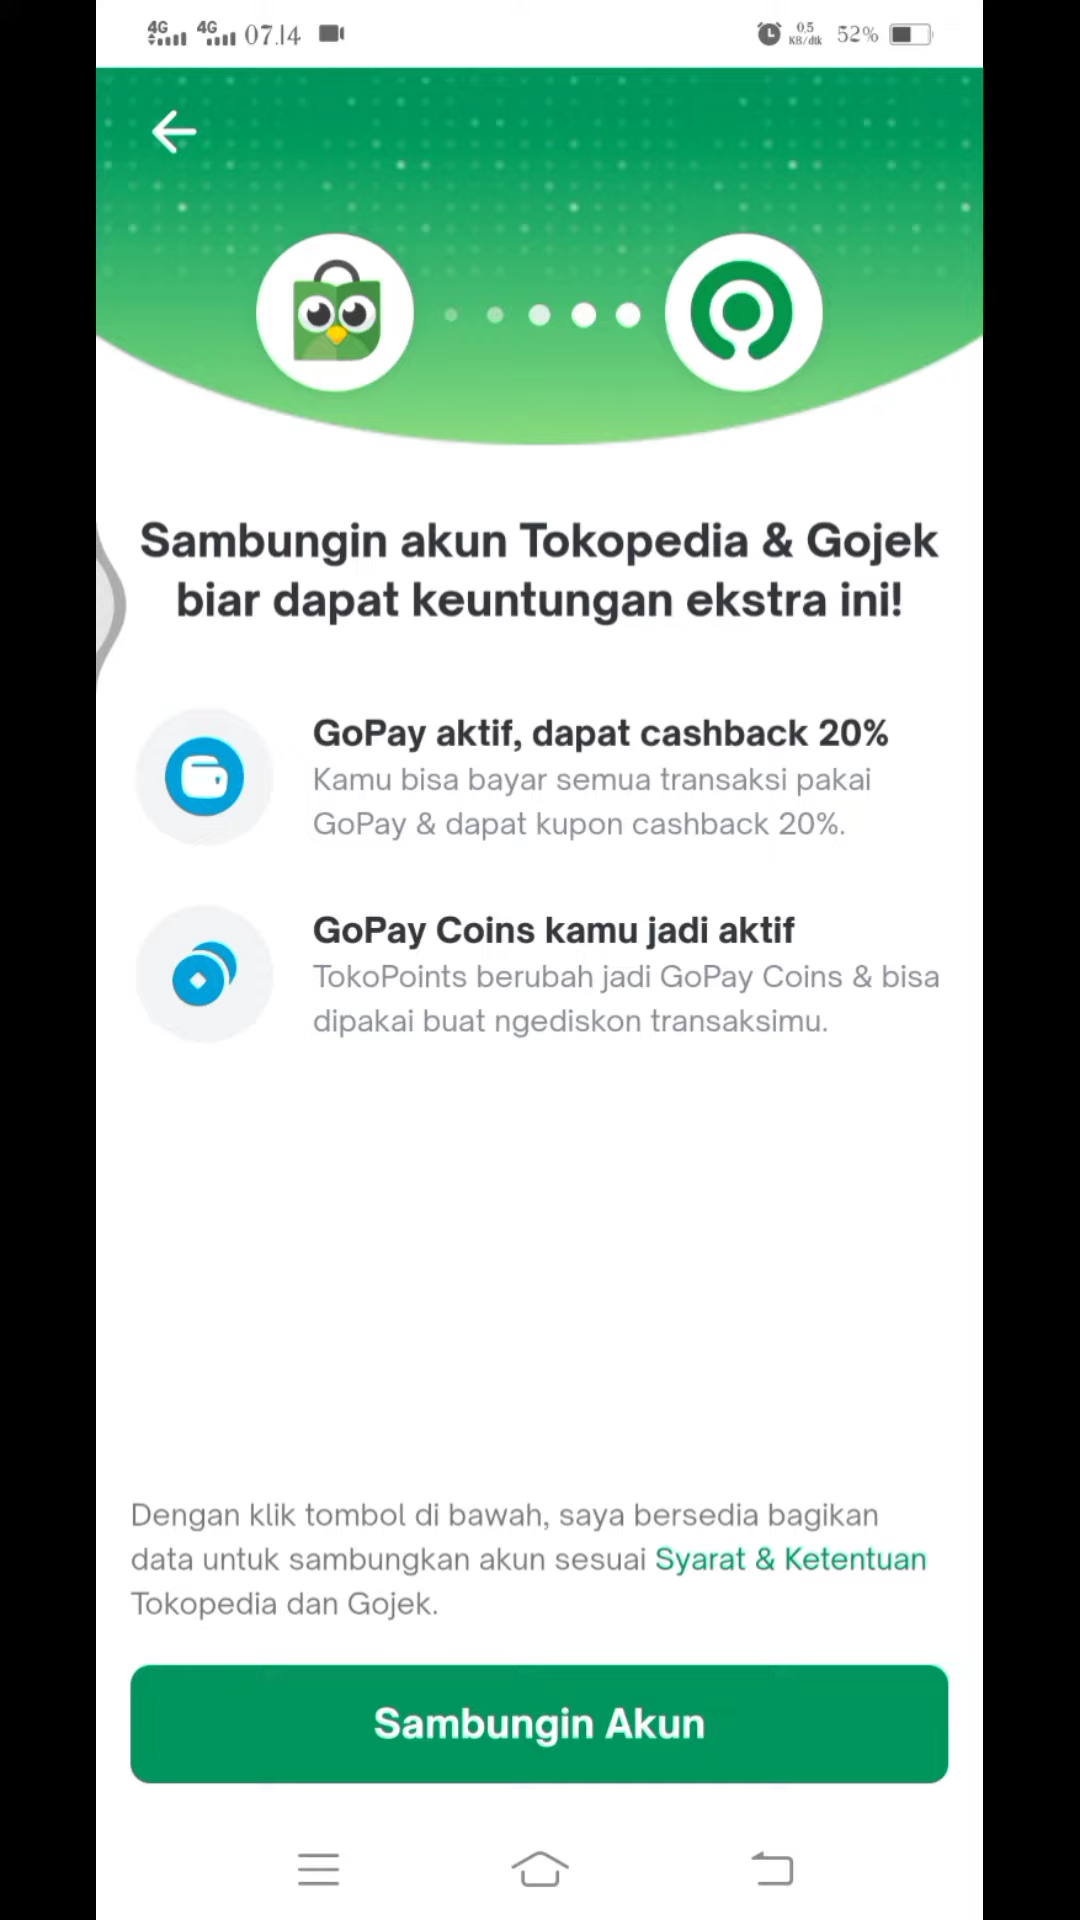 4G 4G 07.14 0,5 KB/dtk 52%
Sambungin akun Tokopedia & Gojek
biar dapat keuntungan ekstra ini!
GoPay aktif, dapat cashback 20%
Kamu bisa bayar semua transaksi pakai
GoPay & dapat kupon cashback 20%.
GoPay Coins kamu jadi aktif
TokoPoints berubah jadi GoPay Coins & bisa
dipakai buat ngediskon transaksimu.
Dengan klik tombol di bawah, saya bersedia bagikan
data untuk sambungkan akun sesuai Syarat & Ketentuan
Tokopedia dan Gojek.
Sambungin Akun